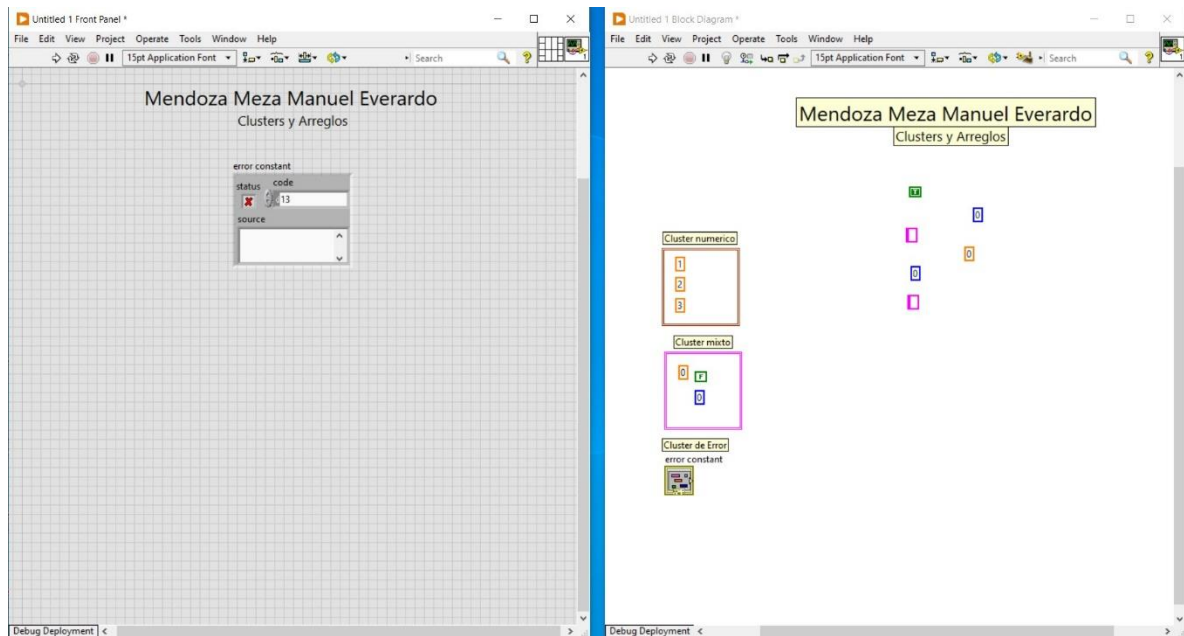 Untitled 1 Front Panel *
File Edit View Project Operate Tools Window Help
15pt Application Font
Search
Mendoza Meza Manuel Everardo
Clusters y Arreglos
error constant
status code
13
source
Debug Deployment
Untitled 1 Block Diagram *
File Edit View Project Operate Tools Window Help
15pt Application Font
Search
Mendoza Meza Manuel Everardo
Clusters y Arreglos
T
0
0
0
Cluster numerico
1
2
3
Cluster mixto
0
F
0
Cluster de Error
error constant
Debug Deployment